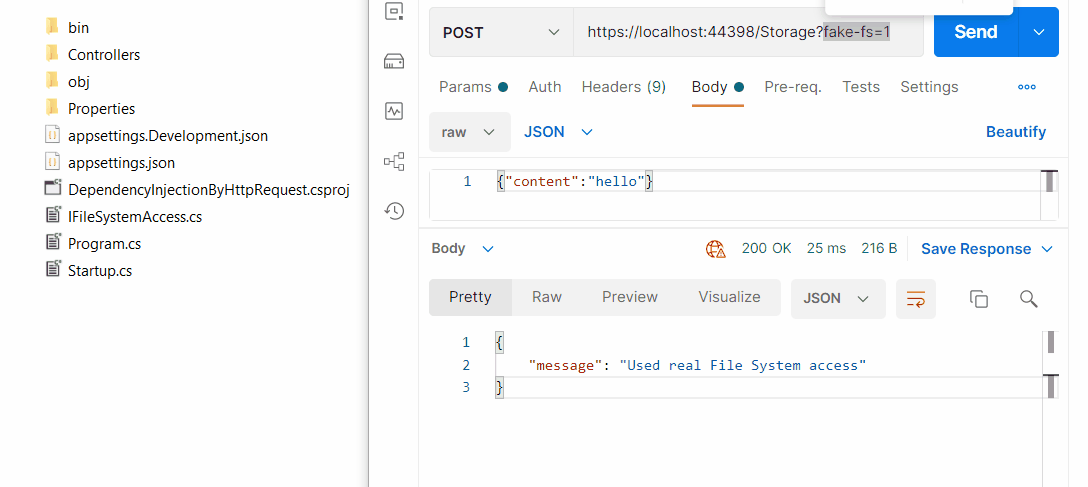 bin
Controllers
obj
Properties
appsettings.Development.json
appsettings.json
DependencyInjectionByHttpRequest.csproj
IFileSystemAccess.cs
Program.cs
Startup.cs
POST https://localhost:44398/Storage?fake-fs=1 Send
Params Auth Headers (9) Body Pre-req. Tests Settings
raw JSON Beautify
1 {"content":"hello"}
Body 200 OK 25 ms 216 B Save Response
Pretty Raw Preview Visualize JSON
1 {
2 "message": "Used real File System access"
3 }